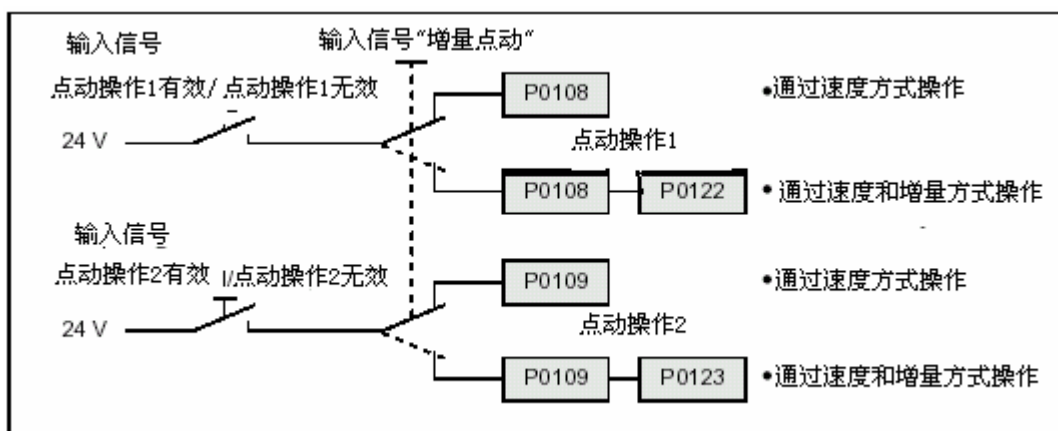 输入信号
输入信号“增量点动“
点动操作1有效/ 点动操作1无效
P0108
•通过速度方式操作
24 V
点动操作1
P0108
P0122
• 通过速度和增量方式操作
输入信号
点动操作2有效 I/点动操作2无效
P0109
•通过速度方式操作
24 V
点动操作2
P0109
P0123
•通过速度和增量方式操作